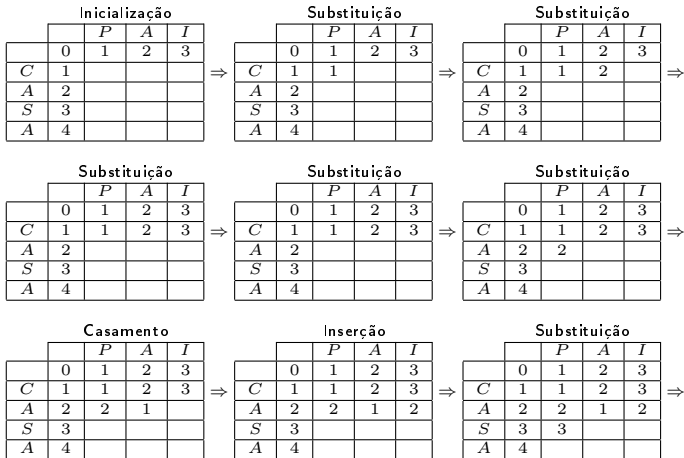 Inicialização Substituição Substituição
P A I P A I P A I
0 1 2 3 0 1 2 3 0 1 2 3
C 1 ⇒ C 1 1 ⇒ C 1 1 2 ⇒
A 2 A 2 A 2
S 3 S 3 S 3
A 4 A 4 A 4
Substituição Substituição Substituição
P A I P A I P A I
0 1 2 3 0 1 2 3 0 1 2 3
C 1 1 2 3 ⇒ C 1 1 2 3 ⇒ C 1 1 2 3 ⇒
A 2 A 2 A 2 2
S 3 S 3 S 3
A 4 A 4 A 4
Casamento Inserção Substituição
P A I P A I P A I
0 1 2 3 0 1 2 3 0 1 2 3
C 1 1 2 3 ⇒ C 1 1 2 3 ⇒ C 1 1 2 3 ⇒
A 2 2 1 A 2 2 1 2 A 2 2 1 2
S 3 S 3 S 3 3
A 4 A 4 A 4